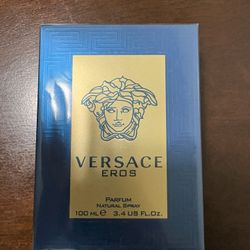 VERSACE
EROS
PARFUM
NATURAL SPRAY
100 ML ℮ 3.4 US FL.OZ.